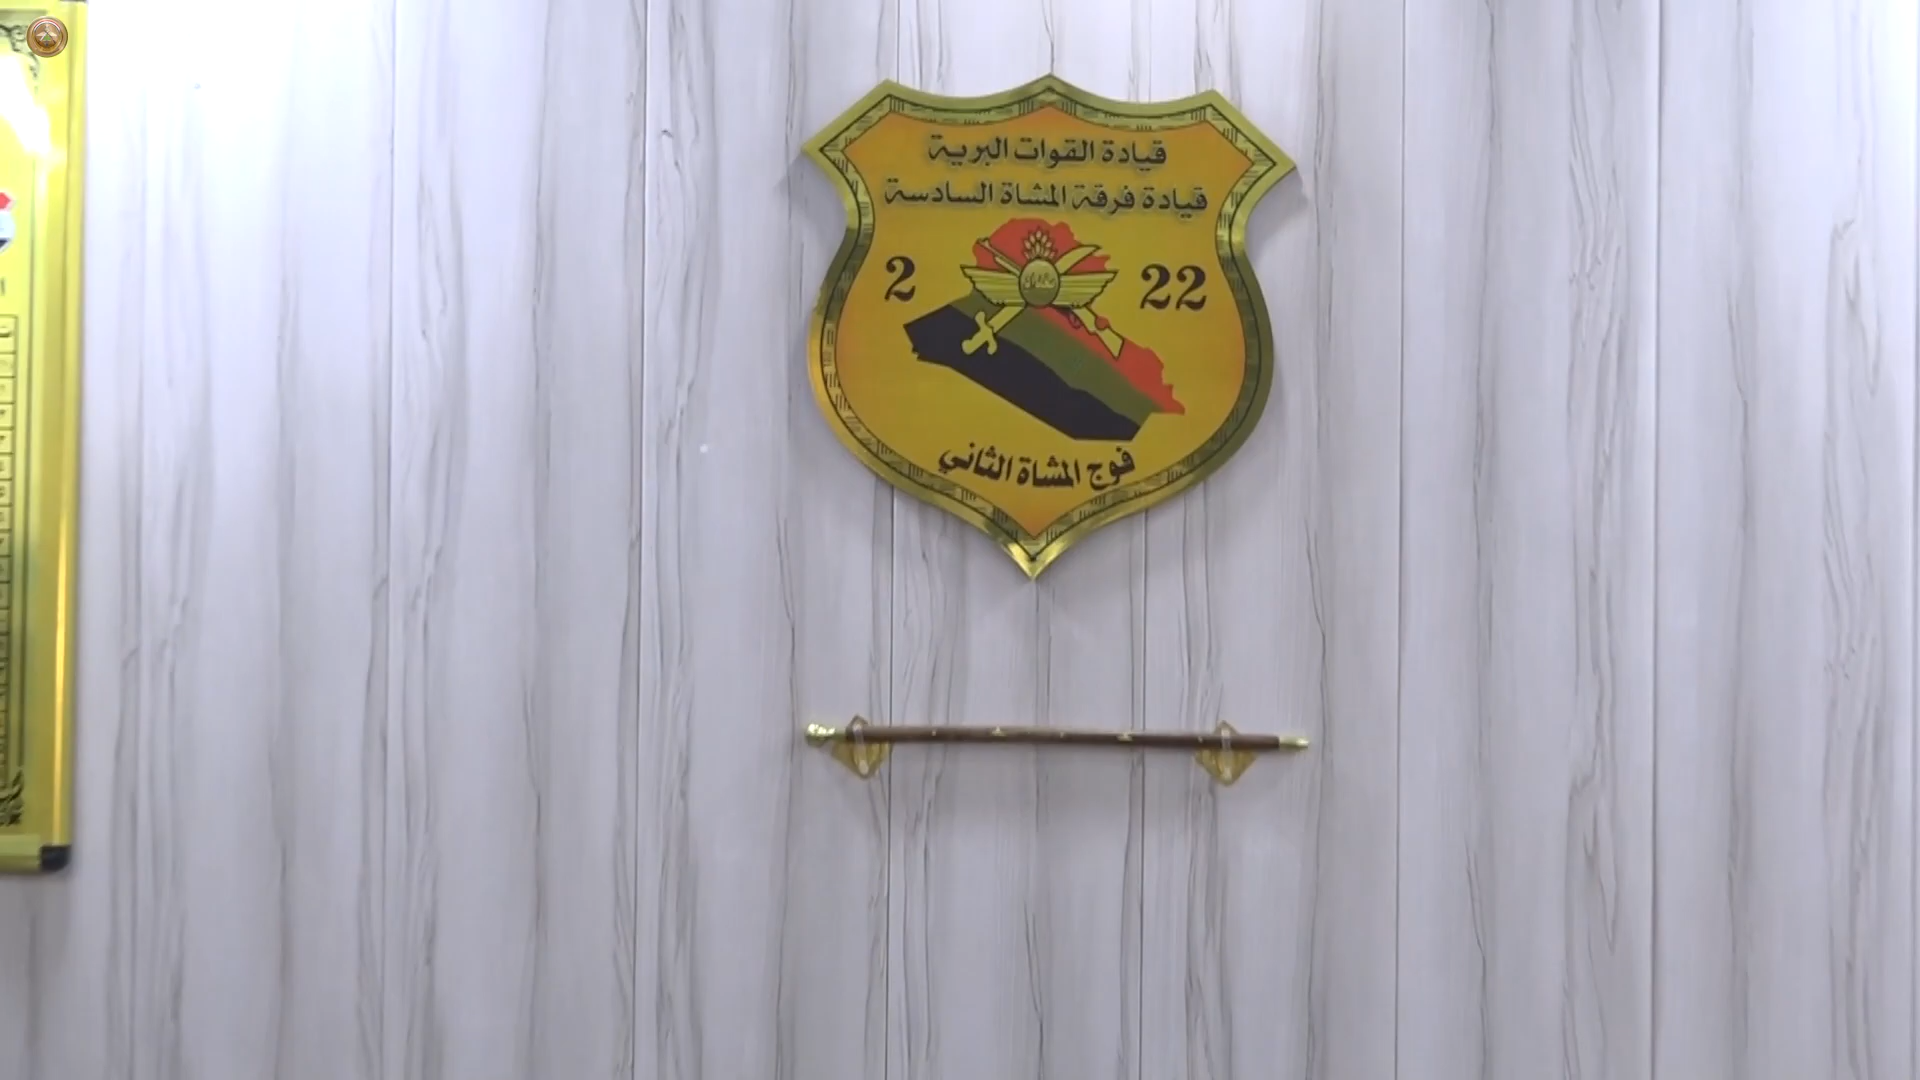 قيادة القوات البرية
قيادة فرقة المشاة السادسة
2 22
فوج المشاة الثاني